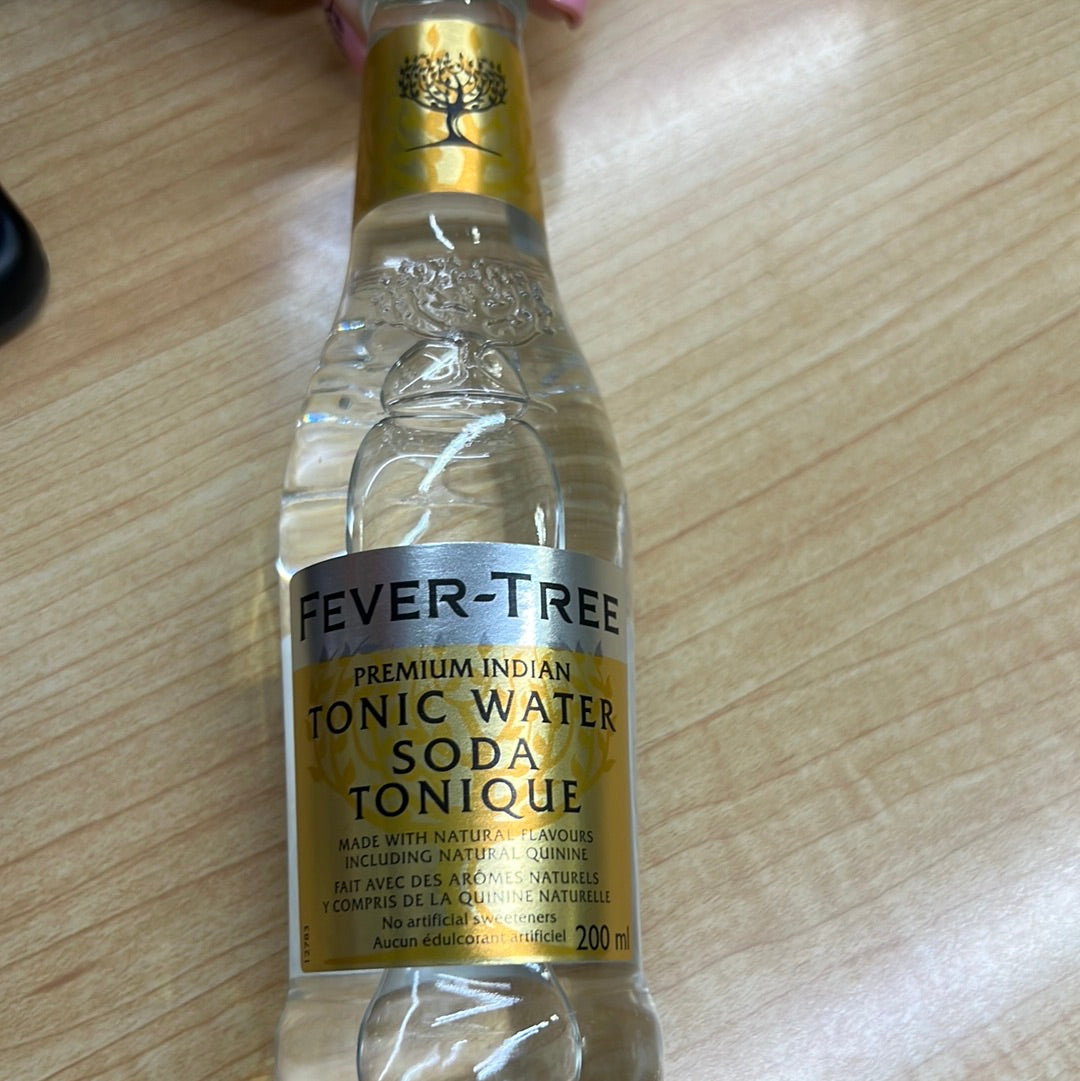 FEVER-TREE
PREMIUM INDIAN
TONIC WATER
SODA
TONIQUE
MADE WITH NATURAL FLAVOURS
INCLUDING NATURAL QUININE
FAIT AVEC DES ARÔMES NATURELS
Y COMPRIS DE LA QUININE NATURELLE
No artificial sweeteners
Aucun édulcorant artificiel 200 ml
12783